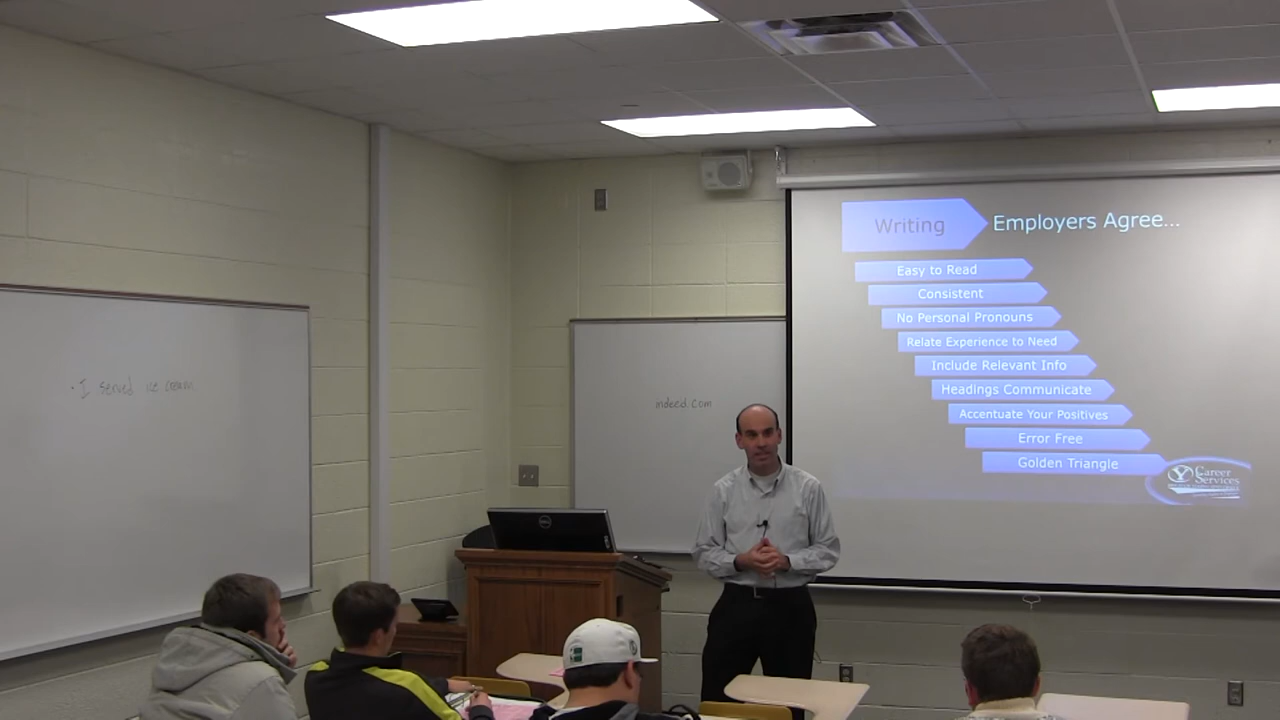 • I served ice cream
indeed.com
DELL
Writing
Employers Agree...
Easy to Read
Consistent
No Personal Pronouns
Relate Experience to Need
Include Relevant Info
Headings Communicate
Accentuate Your Positives
Error Free
Golden Triangle
Y Career
Services